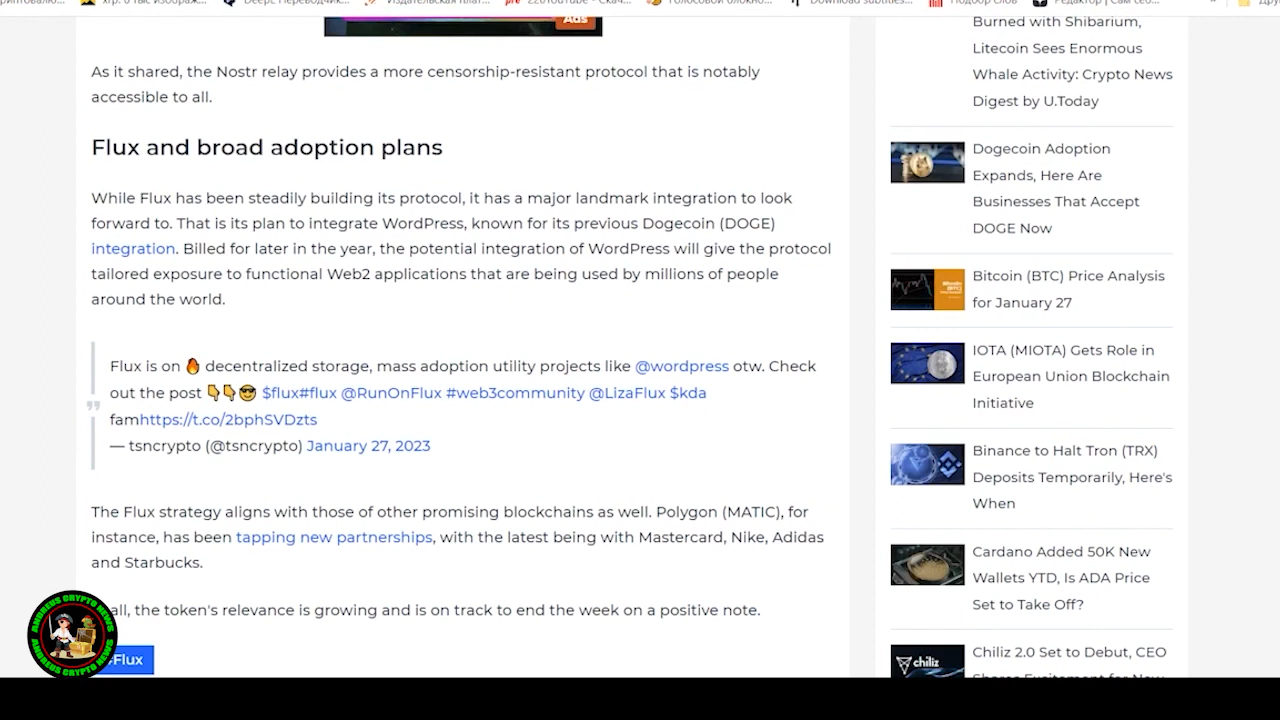 Ads
As it shared, the Nostr relay provides a more censorship-resistant protocol that is notably
accessible to all.
Flux and broad adoption plans
While Flux has been steadily building its protocol, it has a major landmark integration to look
forward to. That is its plan to integrate WordPress, known for its previous Dogecoin (DOGE)
integration. Billed for later in the year, the potential integration of WordPress will give the protocol
tailored exposure to functional Web2 applications that are being used by millions of people
around the world.
Flux is on 🔥 decentralized storage, mass adoption utility projects like @wordpress otw. Check
out the post 👇👇😎 $flux#flux @RunOnFlux #web3community @LizaFlux $kda
famhttps://t.co/2bphSVDzts
— tsncrypto (@tsncrypto) January 27, 2023
The Flux strategy aligns with those of other promising blockchains as well. Polygon (MATIC), for
instance, has been tapping new partnerships, with the latest being with Mastercard, Nike, Adidas
and Starbucks.
all, the token's relevance is growing and is on track to end the week on a positive note.
Flux
ANDREUS CRYPTO NEWS
ANDREUS CRYPTO NEWS
Burned with Shibarium,
Litecoin Sees Enormous
Whale Activity: Crypto News
Digest by U.Today
Dogecoin Adoption
Expands, Here Are
Businesses That Accept
DOGE Now
Bitcoin (BTC) Price Analysis
for January 27
IOTA (MIOTA) Gets Role in
European Union Blockchain
Initiative
Binance to Halt Tron (TRX)
Deposits Temporarily, Here's
When
Cardano Added 50K New
Wallets YTD, Is ADA Price
Set to Take Off?
chiliz
Chiliz 2.0 Set to Debut, CEO